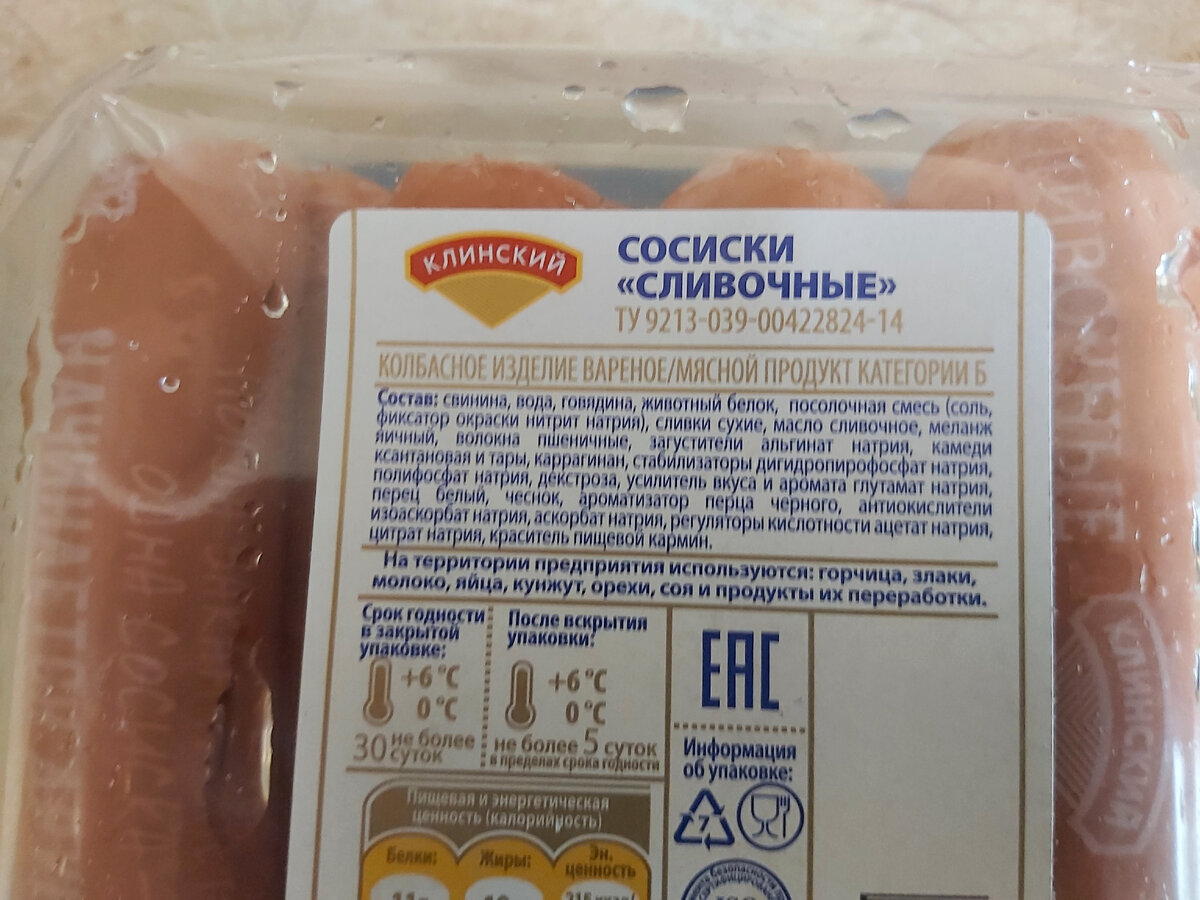 КЛИНСКИЙ
СОСИСКИ
«СЛИВОЧНЫЕ»
ТУ 9213-039-00422824-14
КОЛБАСНОЕ ИЗДЕЛИЕ ВАРЕНОЕ/МЯСНОЙ ПРОДУКТ КАТЕГОРИИ Б
Состав: свинина, вода, говядина, животный белок, посолочная смесь (соль,
фиксатор окраски нитрит натрия), сливки сухие, масло сливочное, меланж
яичный, волокна пшеничные, загустители альгинат натрия, камеди
ксантановая и тары, каррагинан, стабилизаторы дигидропирофосфат натрия,
полифосфат натрия, декстроза, усилитель вкуса и аромата глутамат натрия,
перец белый, чеснок, ароматизатор перца черного, антиокислители
изоаскорбат натрия, аскорбат натрия, регуляторы кислотности ацетат натрия,
цитрат натрия, краситель пищевой кармин.
На территории предприятия используются: горчица, злаки,
молоко, яйца, кунжут, орехи, соя и продукты их переработки.
Срок годности
в закрытой
упаковке:
+6 °C
0 °C
30 не более
суток
После вскрытия
упаковки:
+6 °C
0 °C
не более 5 суток
в пределах срока годности
EAC
Информация
об упаковке:
7
Пищевая и энергетическая
ценность (калорийность)
Белки:
Жиры:
Эн.
ценность
КЛИНСКИЙ